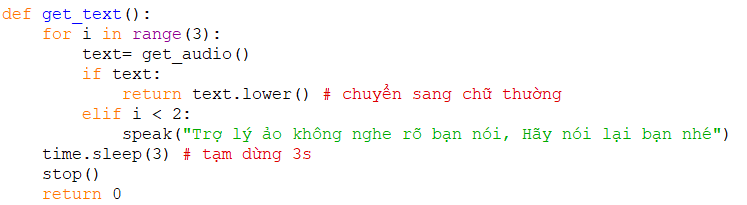 def get_text():
    for i in range(3):
        text= get_audio()
        if text:
            return text.lower() # chuyển sang chữ thường
        elif i < 2:
            speak("Trợ lý ảo không nghe rõ bạn nói, Hãy nói lại bạn nhé")
    time.sleep(3) # tạm dừng 3s
    stop()
    return 0